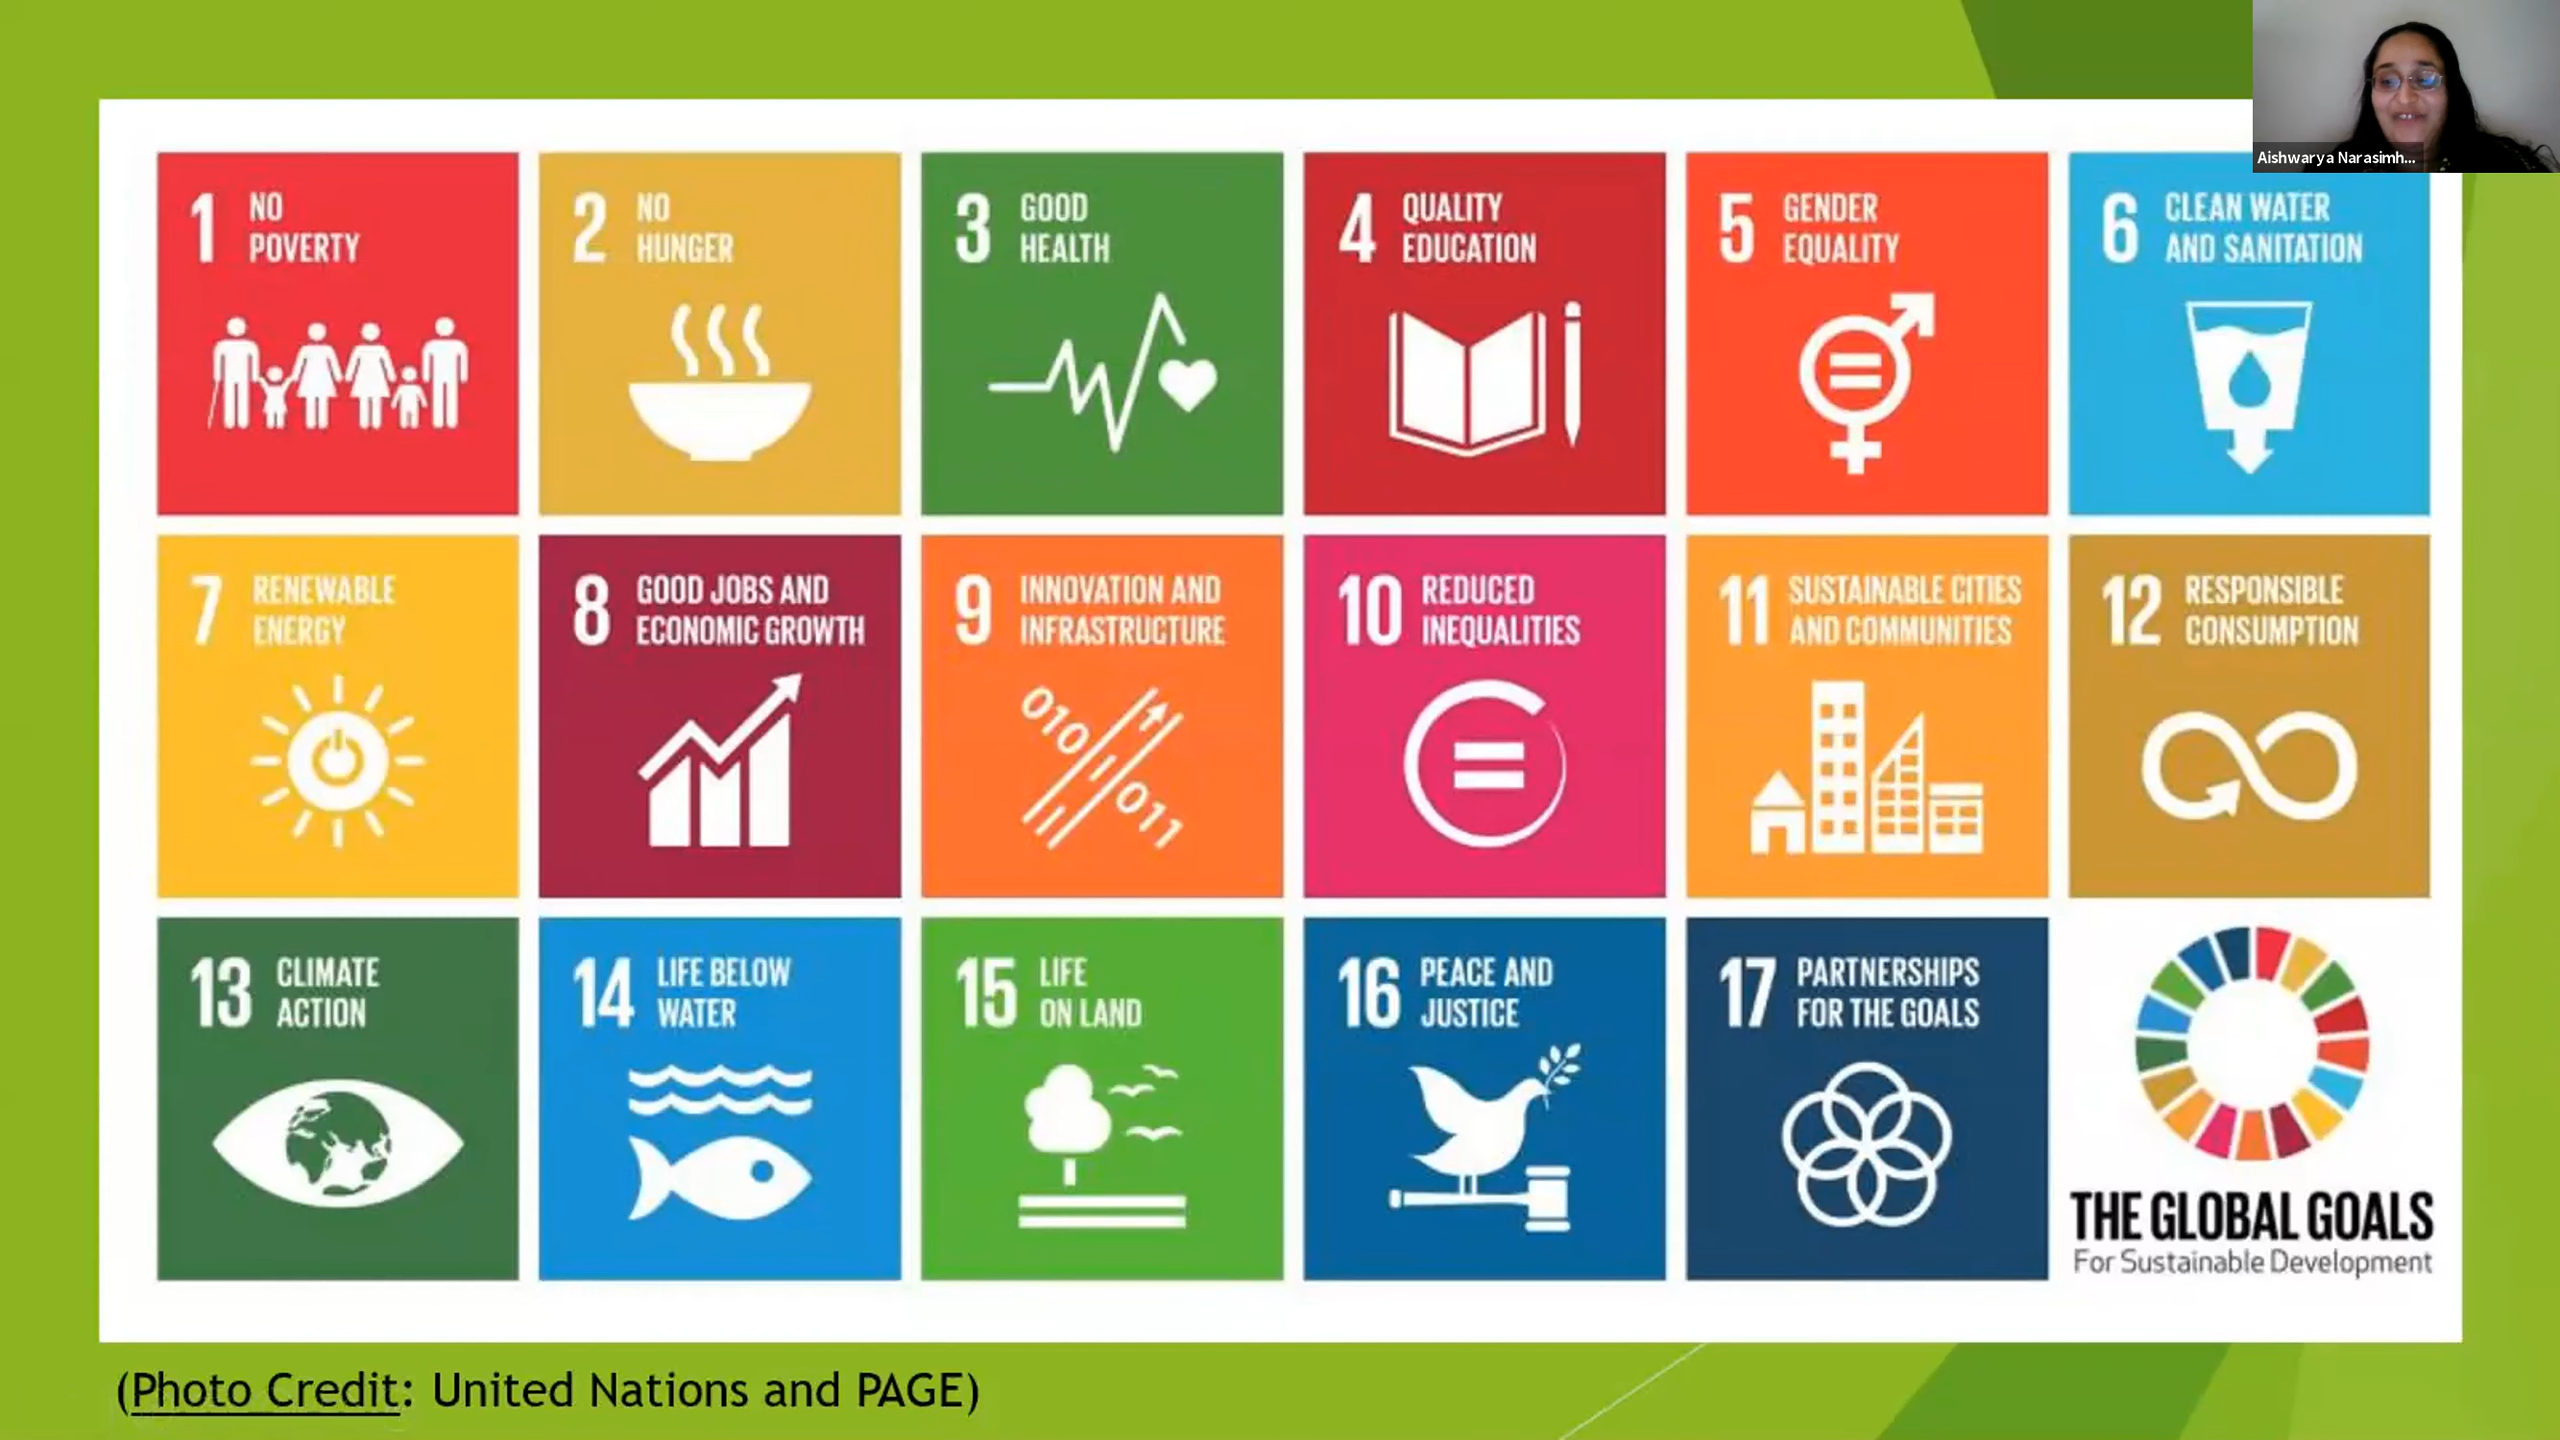 Aishwarya Narasimh...
1 NO
POVERTY
2 NO
HUNGER
3 GOOD
HEALTH
4 QUALITY
EDUCATION
5 GENDER
EQUALITY
6 CLEAN WATER
AND SANITATION
7 RENEWABLE
ENERGY
8 GOOD JOBS AND
ECONOMIC GROWTH
9 INNOVATION AND
INFRASTRUCTURE
010
011
10 REDUCED
INEQUALITIES
11 SUSTAINABLE CITIES
AND COMMUNITIES
12 RESPONSIBLE
CONSUMPTION
13 CLIMATE
ACTION
14 LIFE BELOW
WATER
15 LIFE
ON LAND
16 PEACE AND
JUSTICE
17 PARTNERSHIPS
FOR THE GOALS
THE GLOBAL GOALS
For Sustainable Development
(Photo Credit: United Nations and PAGE)